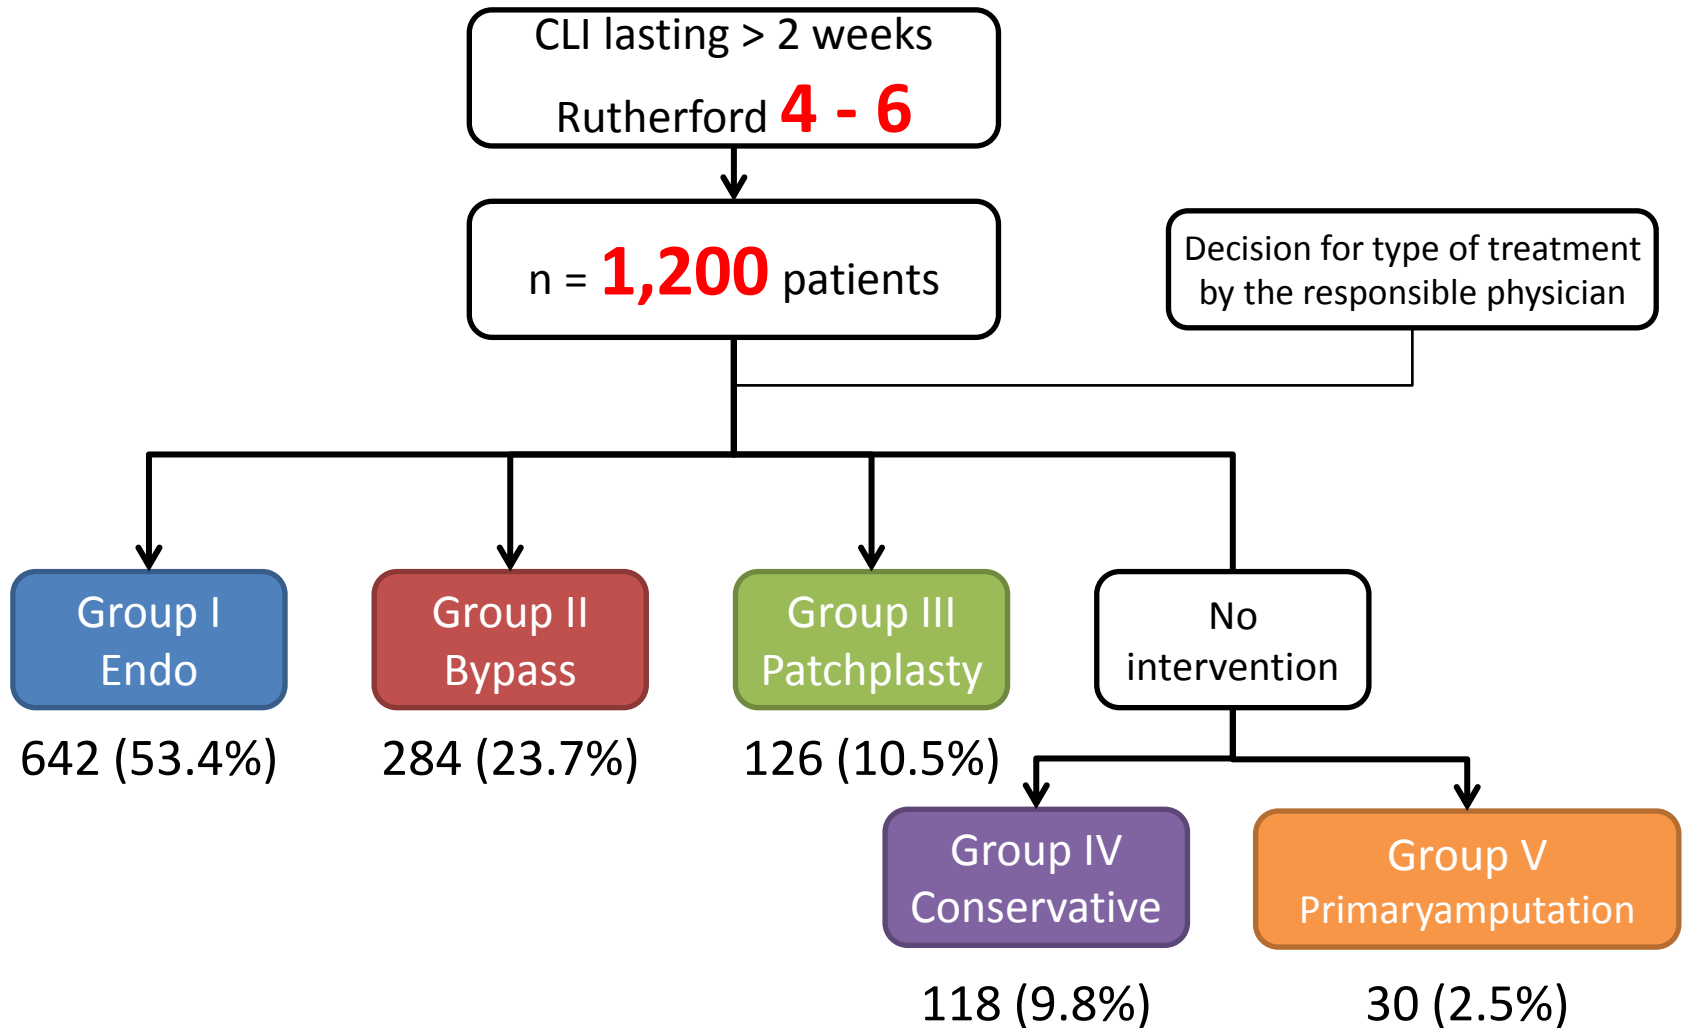 CLI lasting > 2 weeks
Rutherford 4 - 6
n = 1,200 patients
Decision for type of treatment
by the responsible physician
Group I
Endo
642 (53.4%)
Group II
Bypass
284 (23.7%)
Group III
Patchplasty
126 (10.5%)
No
intervention
Group IV
Conservative
118 (9.8%)
Group V
Primaryamputation
30 (2.5%)